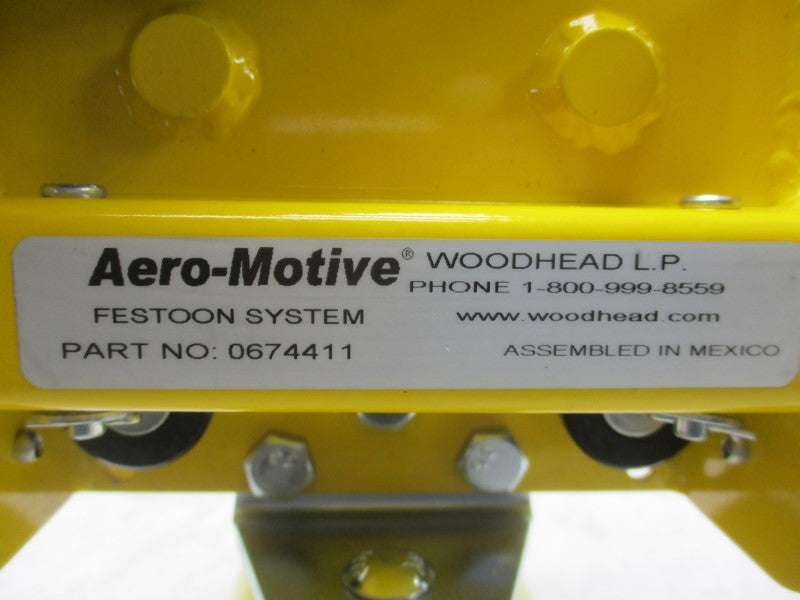 Aero-Motive® WOODHEAD L.P.
PHONE 1-800-999-8559
FESTOON SYSTEM www.woodhead.com
PART NO: 0674411 ASSEMBLED IN MEXICO